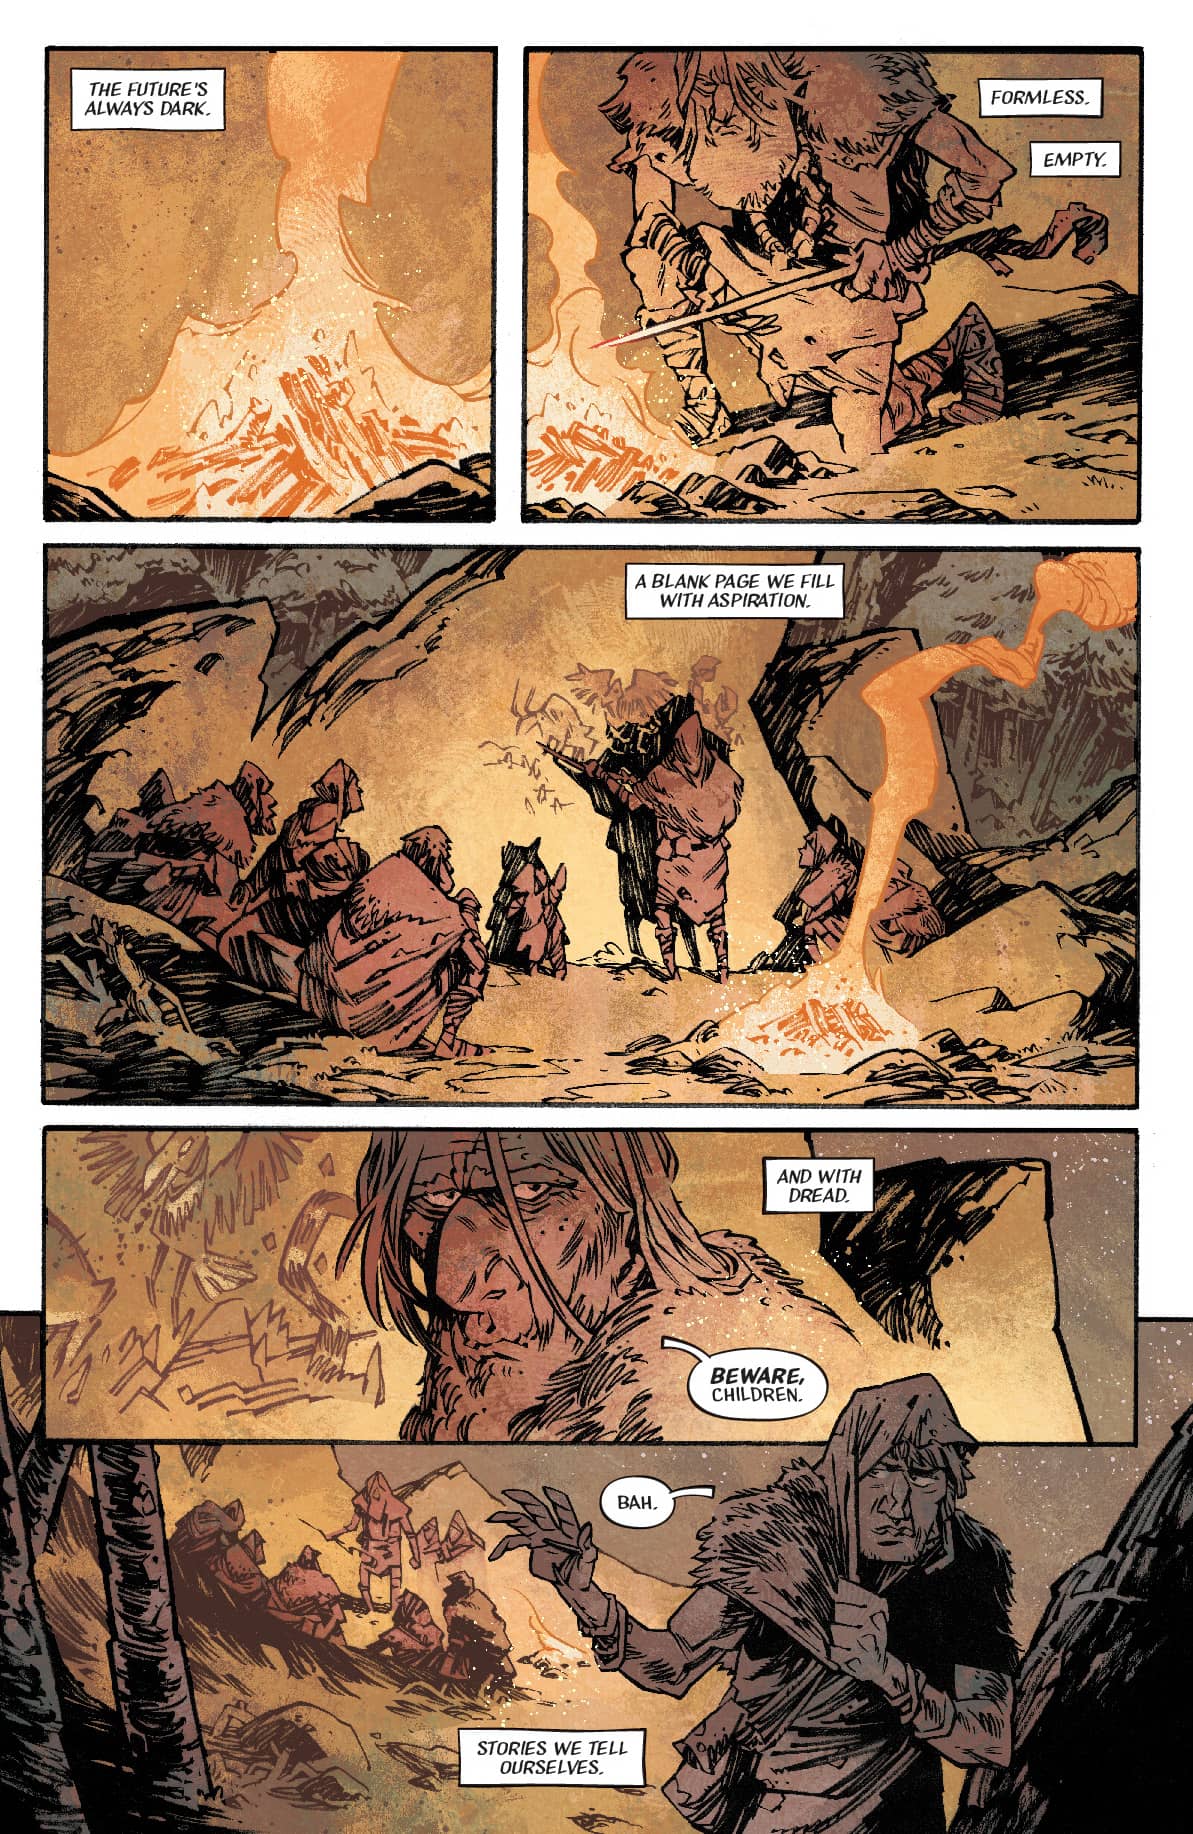 THE FUTURE'S
ALWAYS DARK.
FORMLESS.
EMPTY.
A BLANK PAGE WE FILL
WITH ASPIRATION.
AND WITH
DREAD.
BEWARE,
CHILDREN.
BAH.
STORIES WE TELL
OURSELVES.